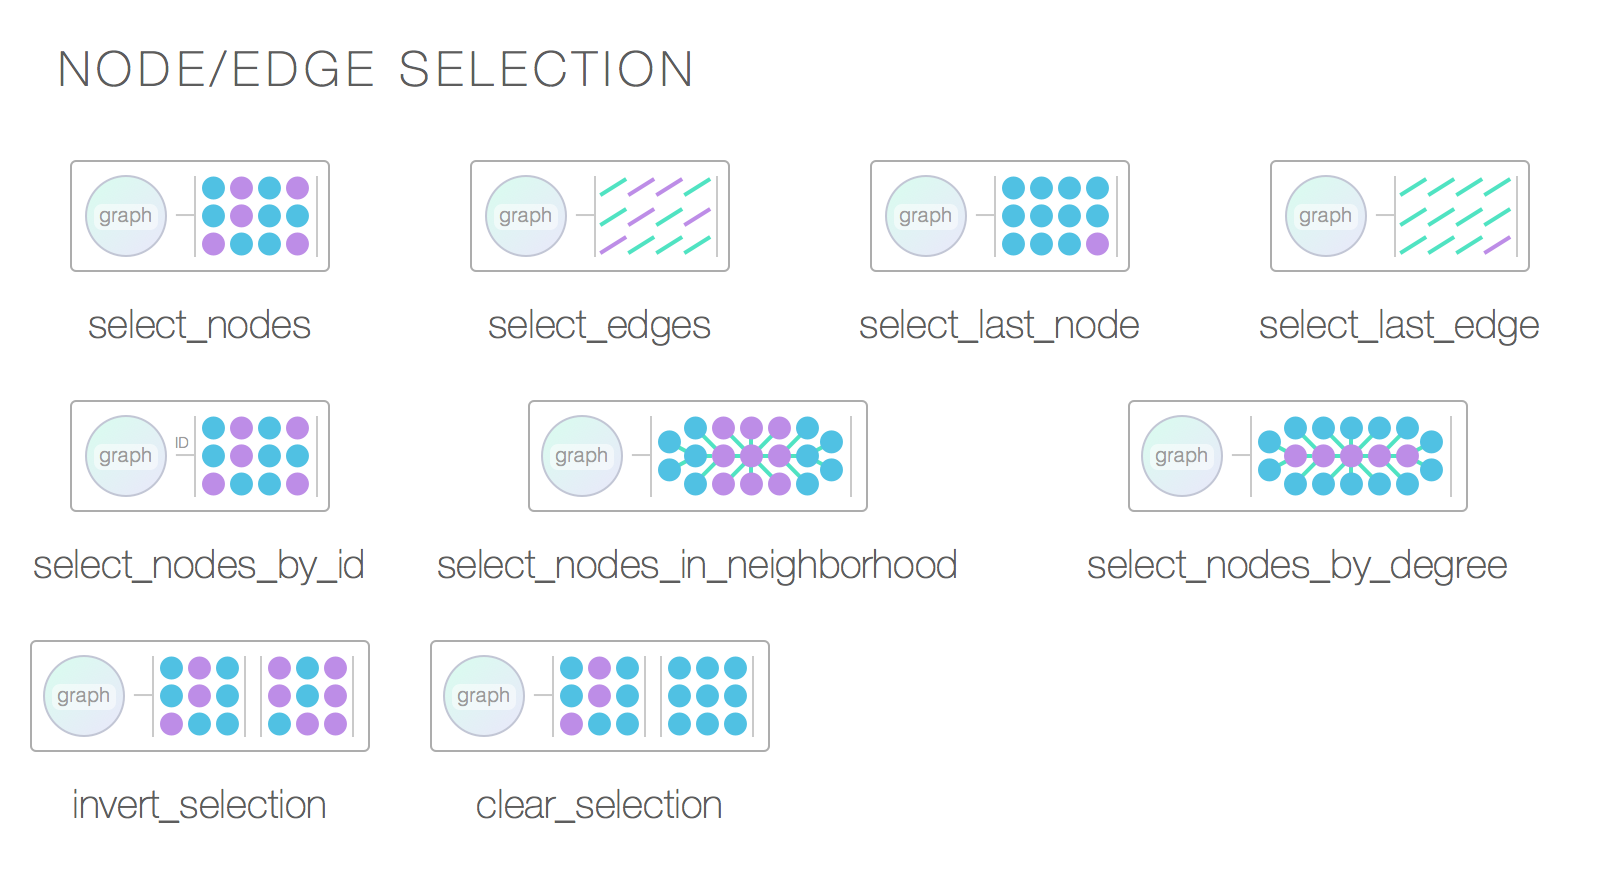 NODE/EDGE SELECTION
graph
graph
graph
graph
select_nodes
select_edges
select_last_node
select_last_edge
graph
ID
graph
graph
select_nodes_by_id
select_nodes_in_neighborhood
select_nodes_by_degree
graph
graph
invert_selection
clear_selection